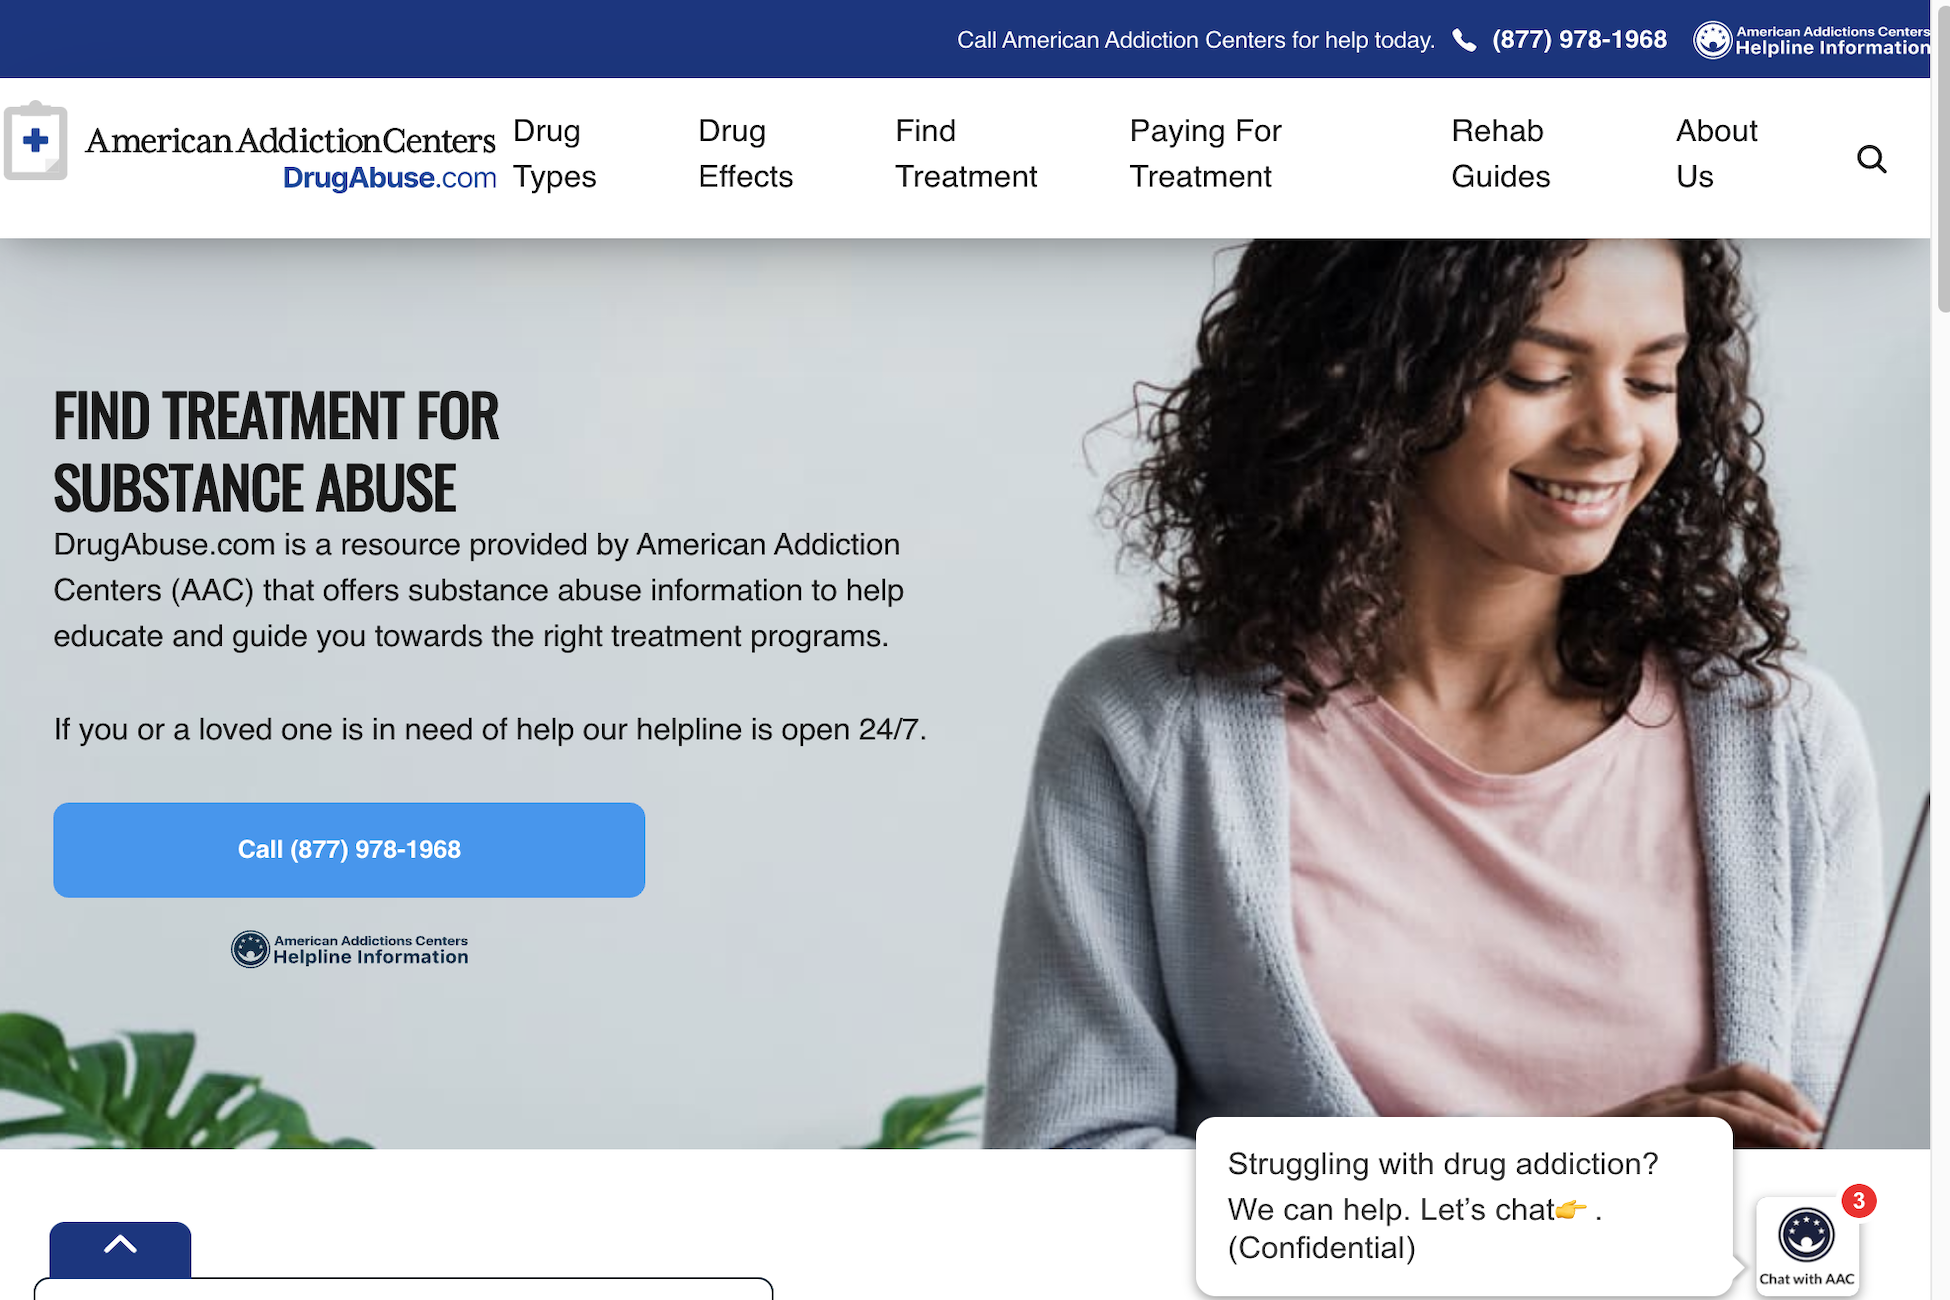 Call American Addiction Centers for help today. (877) 978-1968
American Addictions Centers
Helpline Information
American Addiction Centers
DrugAbuse.com
Drug
Types
Drug
Effects
Find
Treatment
Paying For
Treatment
Rehab
Guides
About
Us
FIND TREATMENT FOR
SUBSTANCE ABUSE
DrugAbuse.com is a resource provided by American Addiction
Centers (AAC) that offers substance abuse information to help
educate and guide you towards the right treatment programs.
If you or a loved one is in need of help our helpline is open 24/7.
Call (877) 978-1968
American Addictions Centers
Helpline Information
Struggling with drug addiction?
We can help. Let’s chat👉 .
(Confidential)
3
Chat with AAC